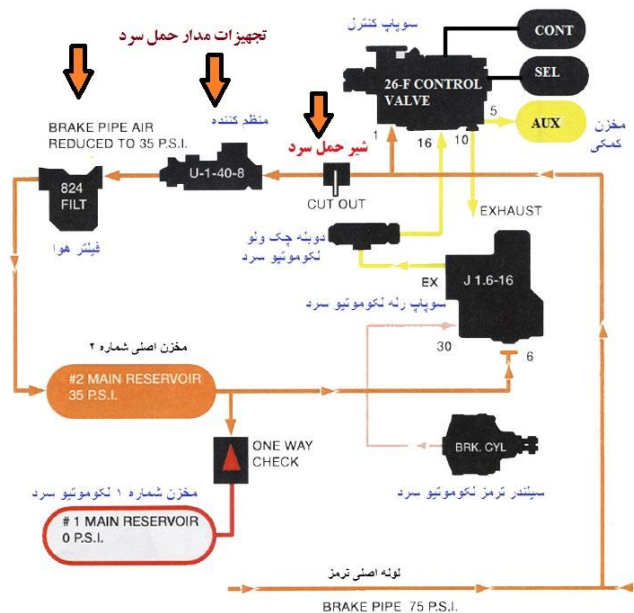 تجهیزات مدار حمل سرد
سوپاپ کنترل
CONT
SEL
26-F CONTROL
VALVE
AUX
مخزن
کمکی
1
16
10
5
BRAKE PIPE AIR
REDUCED TO 35 P.S.I.
منظم کننده
شیر حمل سرد
U-1-40-8
824
FILT
CUT OUT
EXHAUST
فیلتر هوا
دوبله چک ولو
لکوموتیو سرد
EX
J 1.6-16
سوپاپ رله لکوموتیو سرد
30
6
مخزن اصلی شماره ۲
#2 MAIN RESERVOIR
35 P.S.I.
ONE WAY
CHECK
BRK. CYL
سیلندر ترمز لکوموتیو سرد
مخزن شماره ۱ لکوموتیو سرد
# 1 MAIN RESERVOIR
0 P.S.I.
لوله اصلی ترمز
BRAKE PIPE 75 P.S.I.